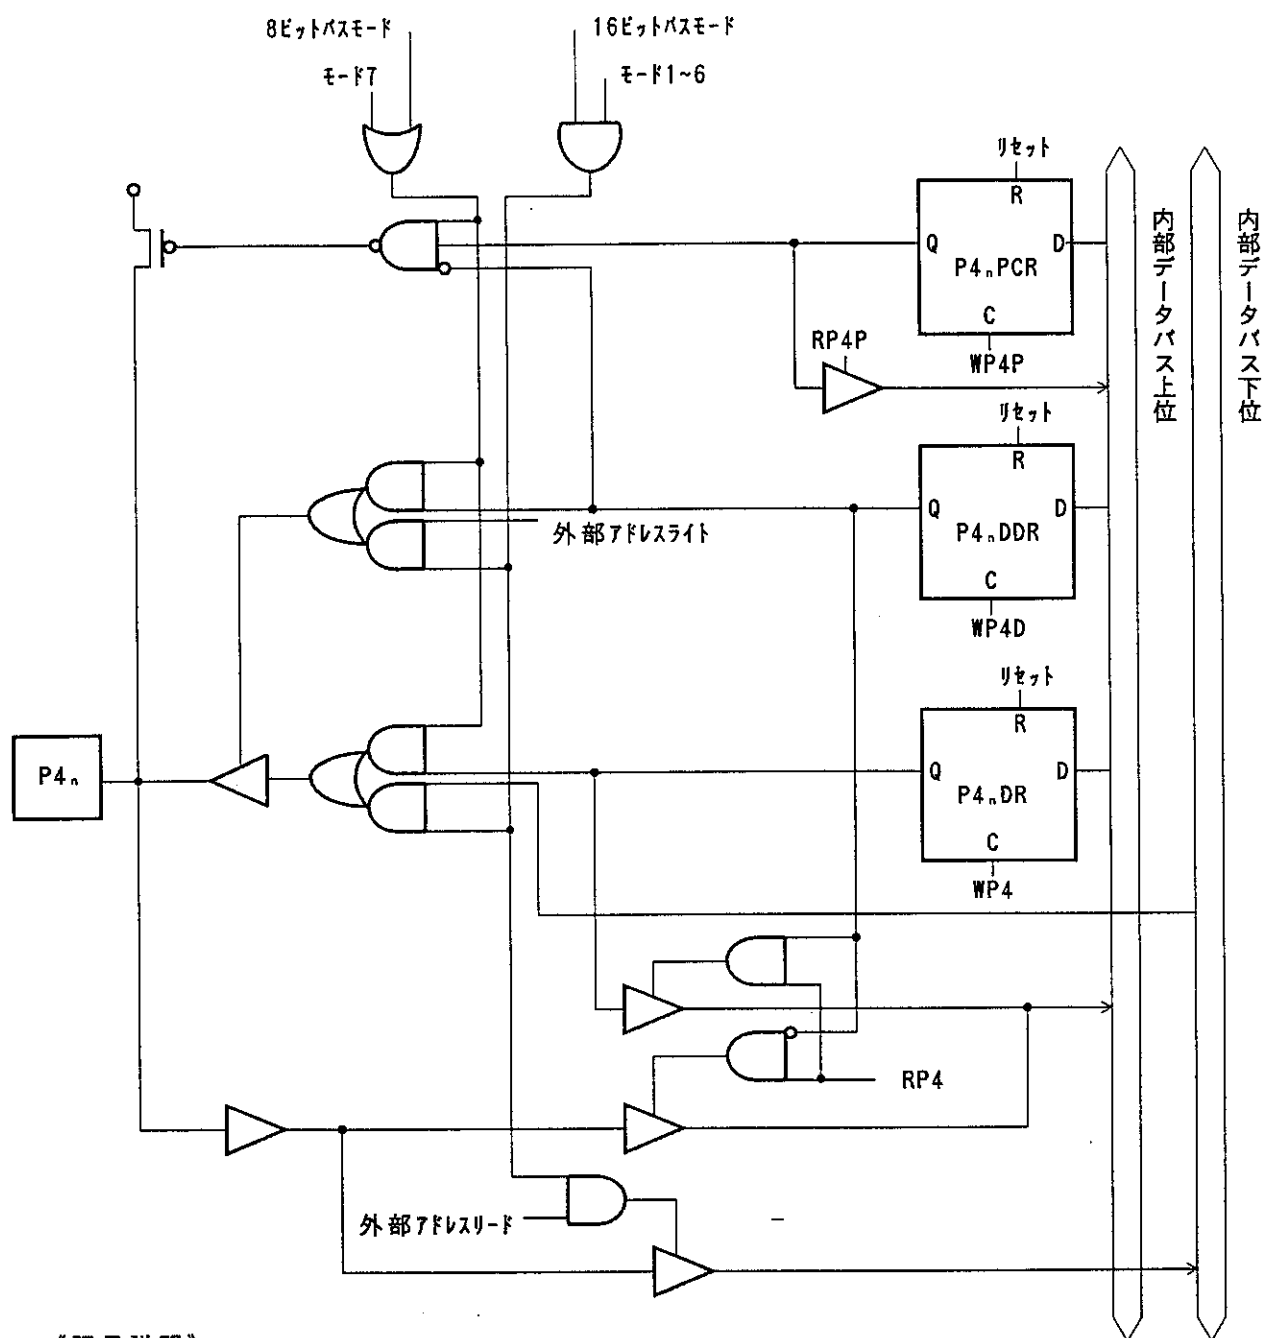 8ビットバスモード
16ビットバスモード
モード7
モード1~6
リセット
R
Q
D
P4nPCR
C
WP4P
RP4P
内部データバス上位
内部データバス下位
リセット
R
Q
D
P4nDDR
C
WP4D
外部アドレスライト
リセット
R
Q
D
P4nDR
C
WP4
P4n
RP4
外部アドレスリード